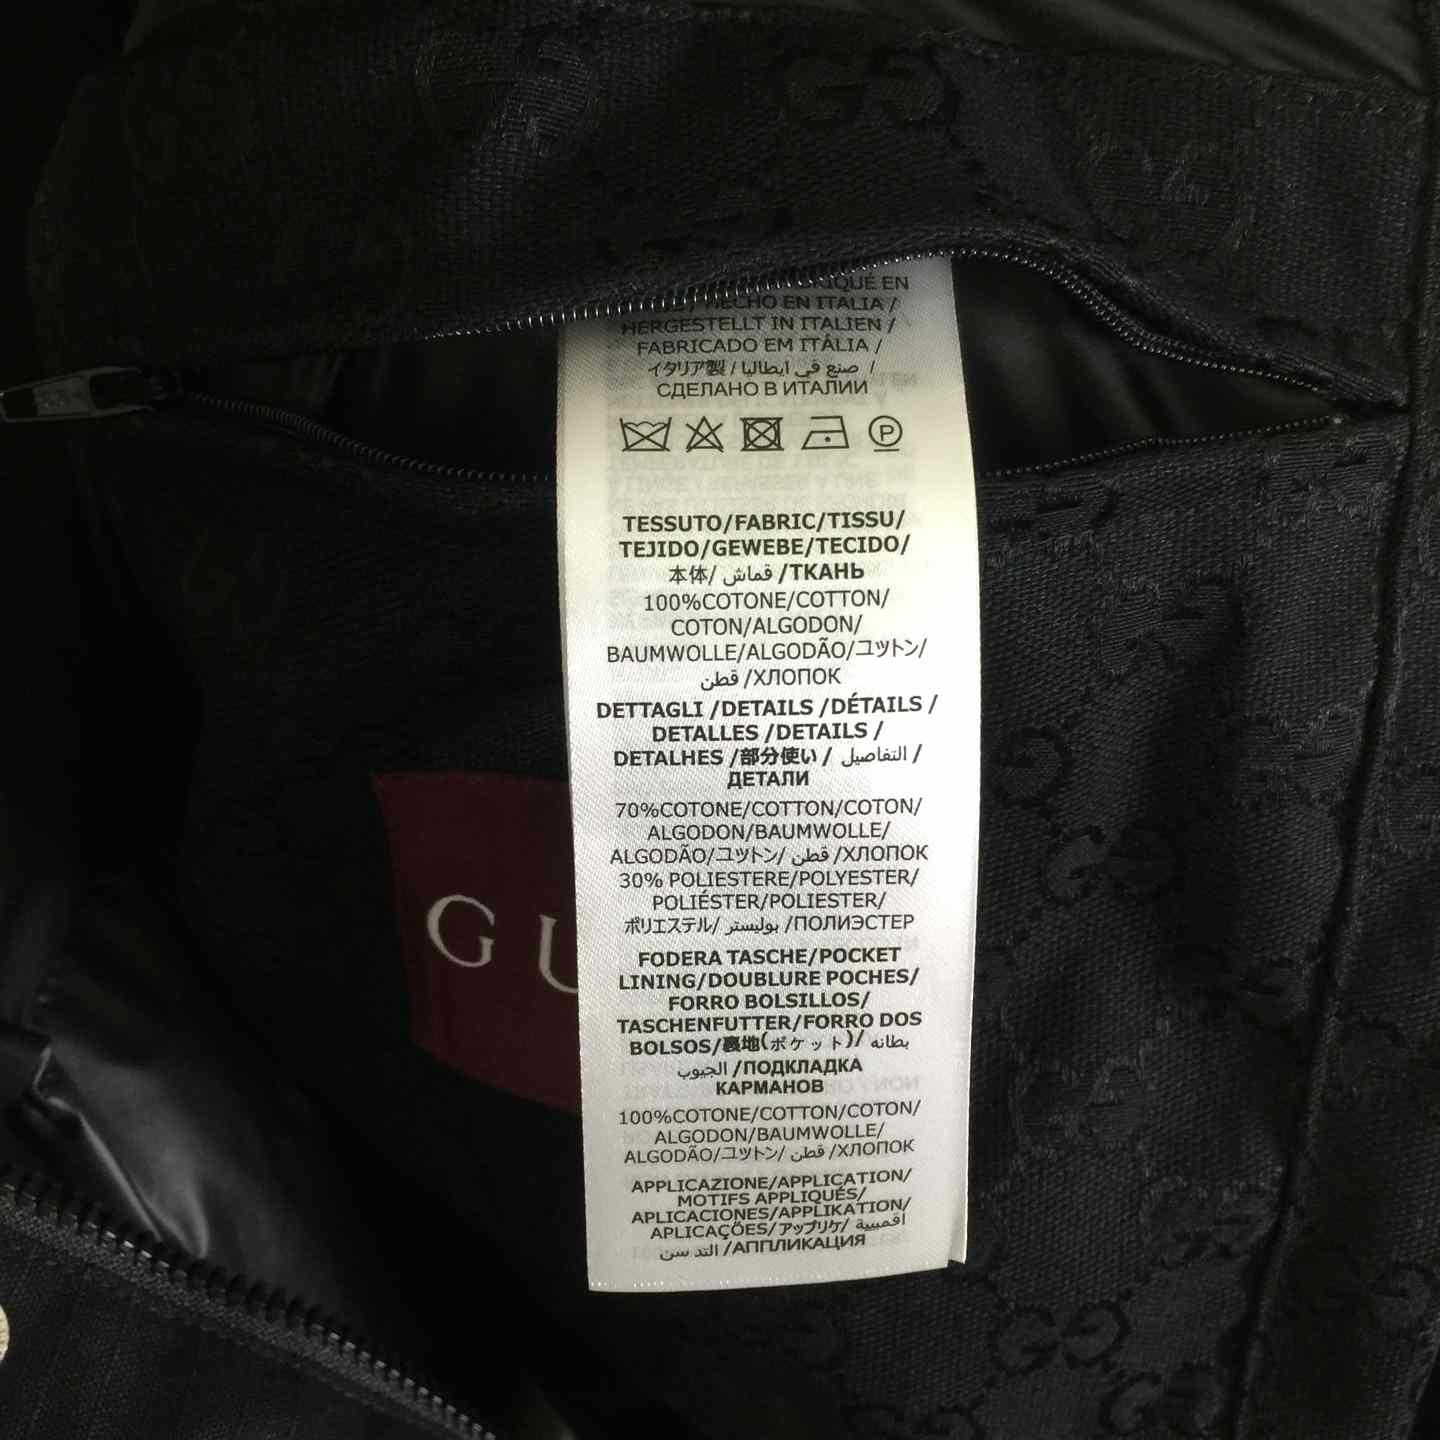 IQUÉ EN
/ HECHO EN ITALIA /
HERGESTELLT IN ITALIEN /
FABRICADO EM ITÁLIA /
イタリア製 / صنع في ايطاليا /
СДЕЛАНО В ИТАЛИИ
P
TESSUTO/FABRIC/TISSU/
TEJIDO/GEWEBE/TECIDO/
本体/ قماش /ТКАНЬ
100%COTONE/COTTON/
COTON/ALGODON/
BAUMWOLLE/ALGODÃO/コットン/
قطن /ХЛОПОК
DETTAGLI /DETAILS /DÉTAILS /
DETALLES /DETAILS /
DETALHES /部分使い / التفاصيل /
ДЕТАЛИ
70%COTONE/COTTON/COTON/
ALGODON/BAUMWOLLE/
ALGODÃO/コットン/ قطن /ХЛОПОК
30% POLIESTERE/POLYESTER/
POLIÉSTER/POLIESTER/
ポリエステル/ بوليستر /ПОЛИЭСТЕР
FODERA TASCHE/POCKET
LINING/DOUBLURE POCHES/
FORRO BOLSILLOS/
TASCHENFUTTER/FORRO DOS
BOLSOS/裏地(ポケット)/ بطانه
الجيوب /ПОДКЛАДКА
КАРМАНОВ
100%COTONE/COTTON/COTON/
ALGODON/BAUMWOLLE/
ALGODÃO/コットン/ قطن /ХЛОПОК
APPLICAZIONE/APPLICATION/
MOTIFS APPLIQUÉS/
APLICACIONES/APPLIKATION/
APLICAÇÕES/アップリケ/
/АППЛИКАЦИЯ
GU